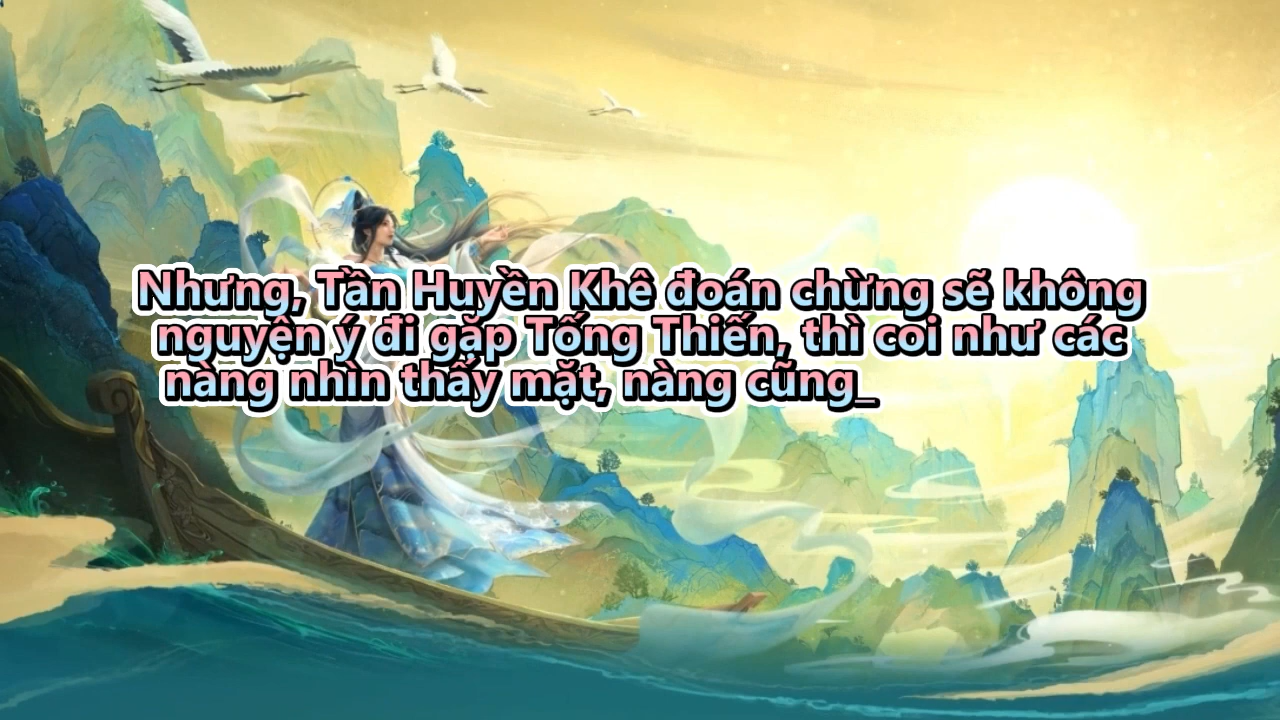 Nhưng, Tần Huyền Khê đoán chừng sẽ không
nguyện ý đi gặp Tống Thiến, thì coi như các
nàng nhìn thấy mặt, nàng cũng_